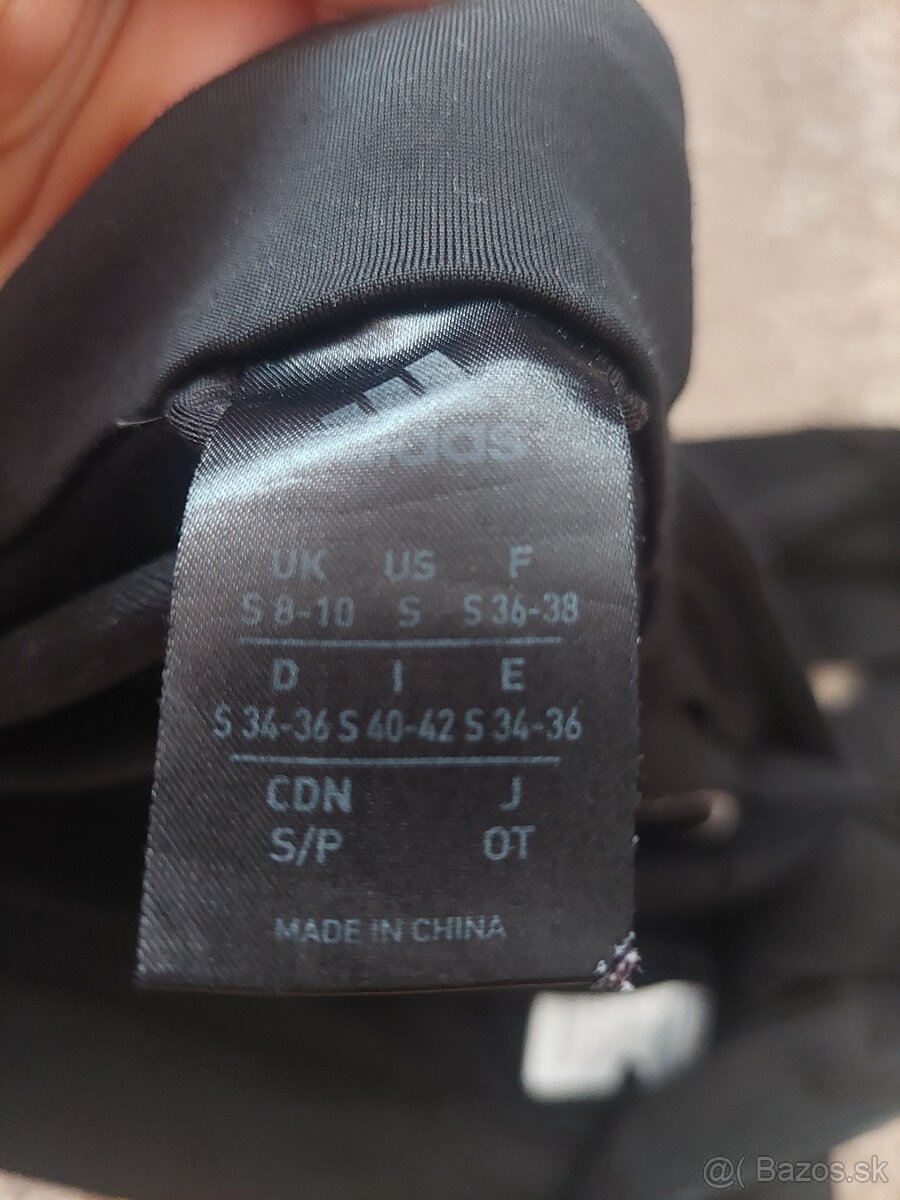 adidas
UK US F
S 8-10 S S 36-38
D I E
S 34-36 S 40-42 S 34-36
CDN J
S/P OT
MADE IN CHINA
@( Bazos.sk